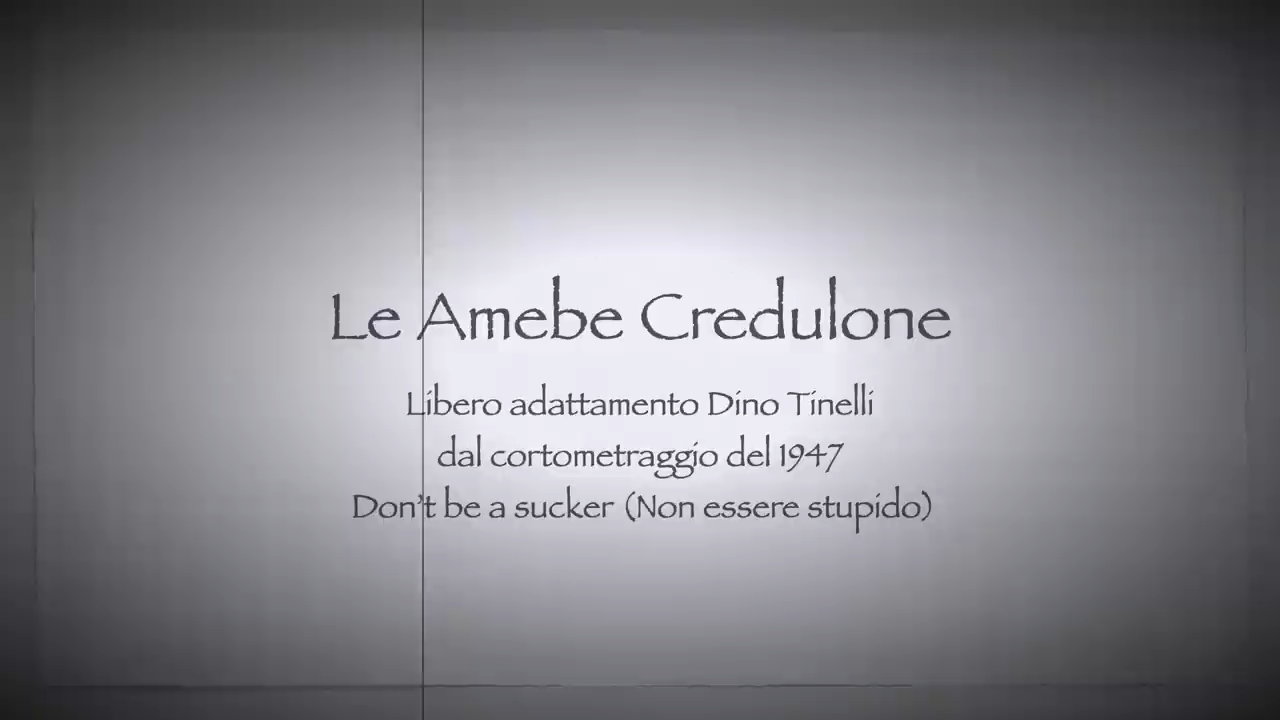 Le Amebe Credulone
Libero adattamento Dino Tinelli
dal cortometraggio del 1947
Don't be a sucker (Non essere stupido)